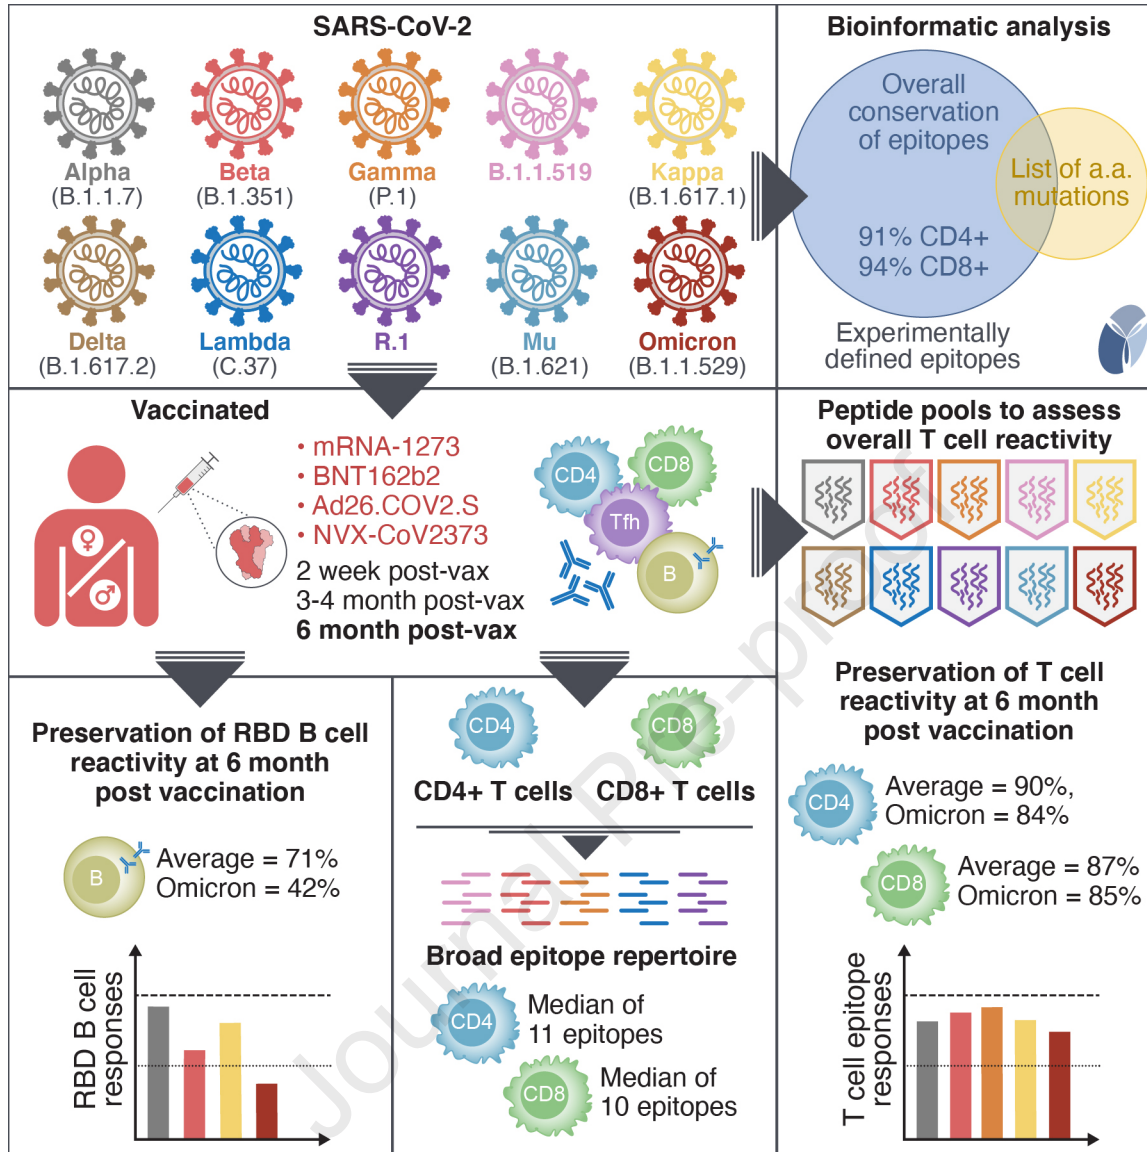 SARS-CoV-2
Alpha
(B.1.1.7)
Beta
(B.1.351)
Gamma
(P.1)
B.1.1.519
Kappa
(B.1.617.1)
Delta
(B.1.617.2)
Lambda
(C.37)
R.1
Mu
(B.1.621)
Omicron
(B.1.1.529)
Bioinformatic analysis
Overall
conservation
of epitopes
List of a.a.
mutations
91% CD4+
94% CD8+
Experimentally
defined epitopes
Vaccinated
• mRNA-1273
• BNT162b2
• Ad26.COV2.S
• NVX-CoV2373
2 week post-vax
3-4 month post-vax
6 month post-vax
CD4
CD8
Tfh
B
Peptide pools to assess
overall T cell reactivity
Preservation of T cell
reactivity at 6 month
post vaccination
CD4
Average = 90%,
Omicron = 84%
CD8
Average = 87%
Omicron = 85%
T cell epitope
responses
Preservation of RBD B cell
reactivity at 6 month
post vaccination
B
Average = 71%
Omicron = 42%
RBD B cell
responses
CD4
CD8
CD4+ T cells
CD8+ T cells
Broad epitope repertoire
CD4
Median of
11 epitopes
CD8
Median of
10 epitopes
Journal Pre-proof